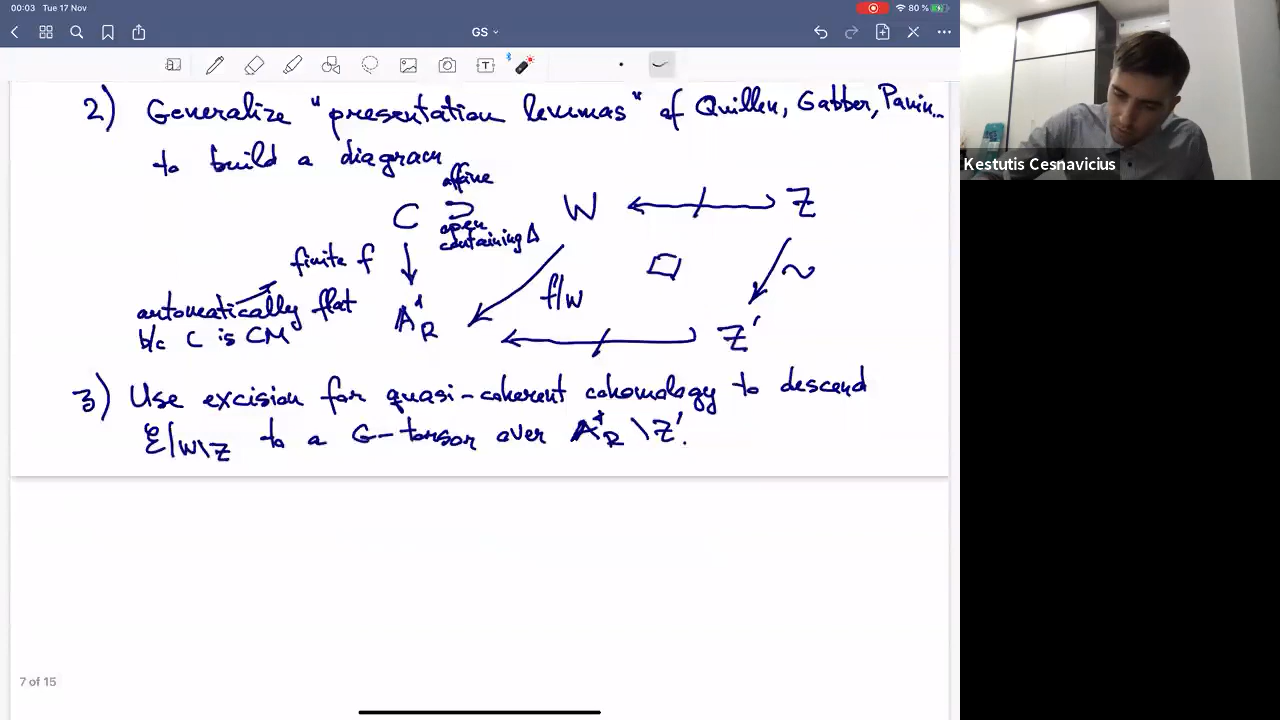 00:03 Tue 17 Nov
80 %
GS
T
2) Generalize "presentation lemmas" of Quillen, Gabber, Panin...
to build a diagram
affine
C ⊃ W Z
open
containing Δ
finite f
~
automatically flat
f|W
b/c C is CM
A¹_R Z'
3) Use excision for quasi-coherent cohomology to descend
ℰ|W\Z to a G-torsor over A¹_R \ Z'.
7 of 15
Kestutis Cesnavicius